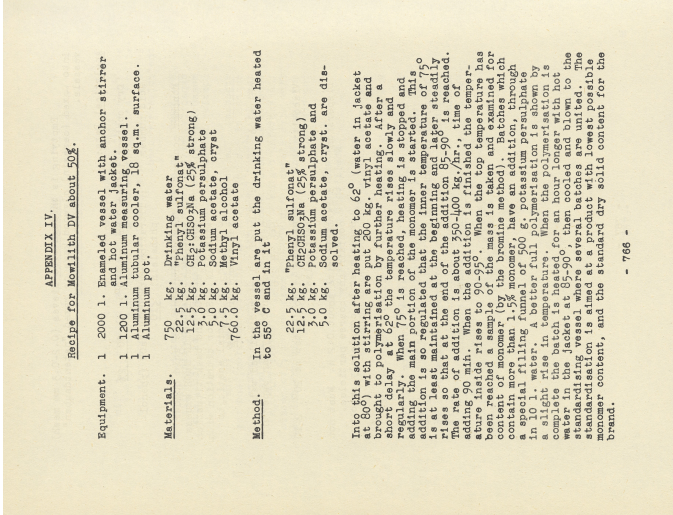 APPENDIX IV.
Recipe for Mowilith DV about 50%.
Equipment. 1 2000 l. Enameled vessel with anchor stirrer
and hot water jacket
1 1200 l. Aluminum measuring vessel.
1 Aluminum tubular cooler, 18 sq.m. surface.
1 Aluminum pot.
Materials. 750 kg. Drinking water
22.5 kg. "Phenyl sulfonat"
12.5 kg. CH2:CHSO3Na (25% strong)
3.0 kg. Potassium persulphate
5.0 kg. Sodium acetate, cryst
7.5 kg. Methyl alcohol
760.0 kg. Vinyl acetate
Method. In the vessel are put the drinking water heated
to 55° C and in it
22.5 kg. "Phenyl sulfonat"
12.5 kg. CH2CHSO3Na (25% strong)
3.0 kg. Potassium persulphate and
5.0 kg. Sodium acetate, cryst. are dis-
solved.
Into this solution after heating to 62° (water in jacket
at 80°) with stirring are put 200 kg. vinyl acetate and
brought to polymerisation by further heating. After a
short delay at 62° the temperature rises slowly and
regularly. When 75° is reached, heating is stopped and
adding the main portion of the monomer is started. This
addition is so regulated that the inner temperature of 75°
is at least maintained at the beginning and later steadily
rises so that at the end of the addition 85-90° is reached.
The rate of addition is about 350-400 kg./hr., time of
adding 90 min. When the addition is finished the temper-
ature inside rises to 90-95°. When the top temperature has
been reached a sample of the mass is taken and examined for
content of monomer (by the bromine method). Batches which
contain more than 1.5% monomer, have an addition, through
a special filling funnel of 500 g. potassium persulphate
in 10 l. water. A better full polymerisation is shown by
a slight rise in temperature. When the polymerisation is
complete the batch is heated for an hour longer with hot
water in the jacket at 85-90°, then cooled and blown to the
standardising vessel where several batches are united. The
standardisation is aimed at a product with lowest possible
monomer content, and the standard dry solid content for the
brand.
- 766 -